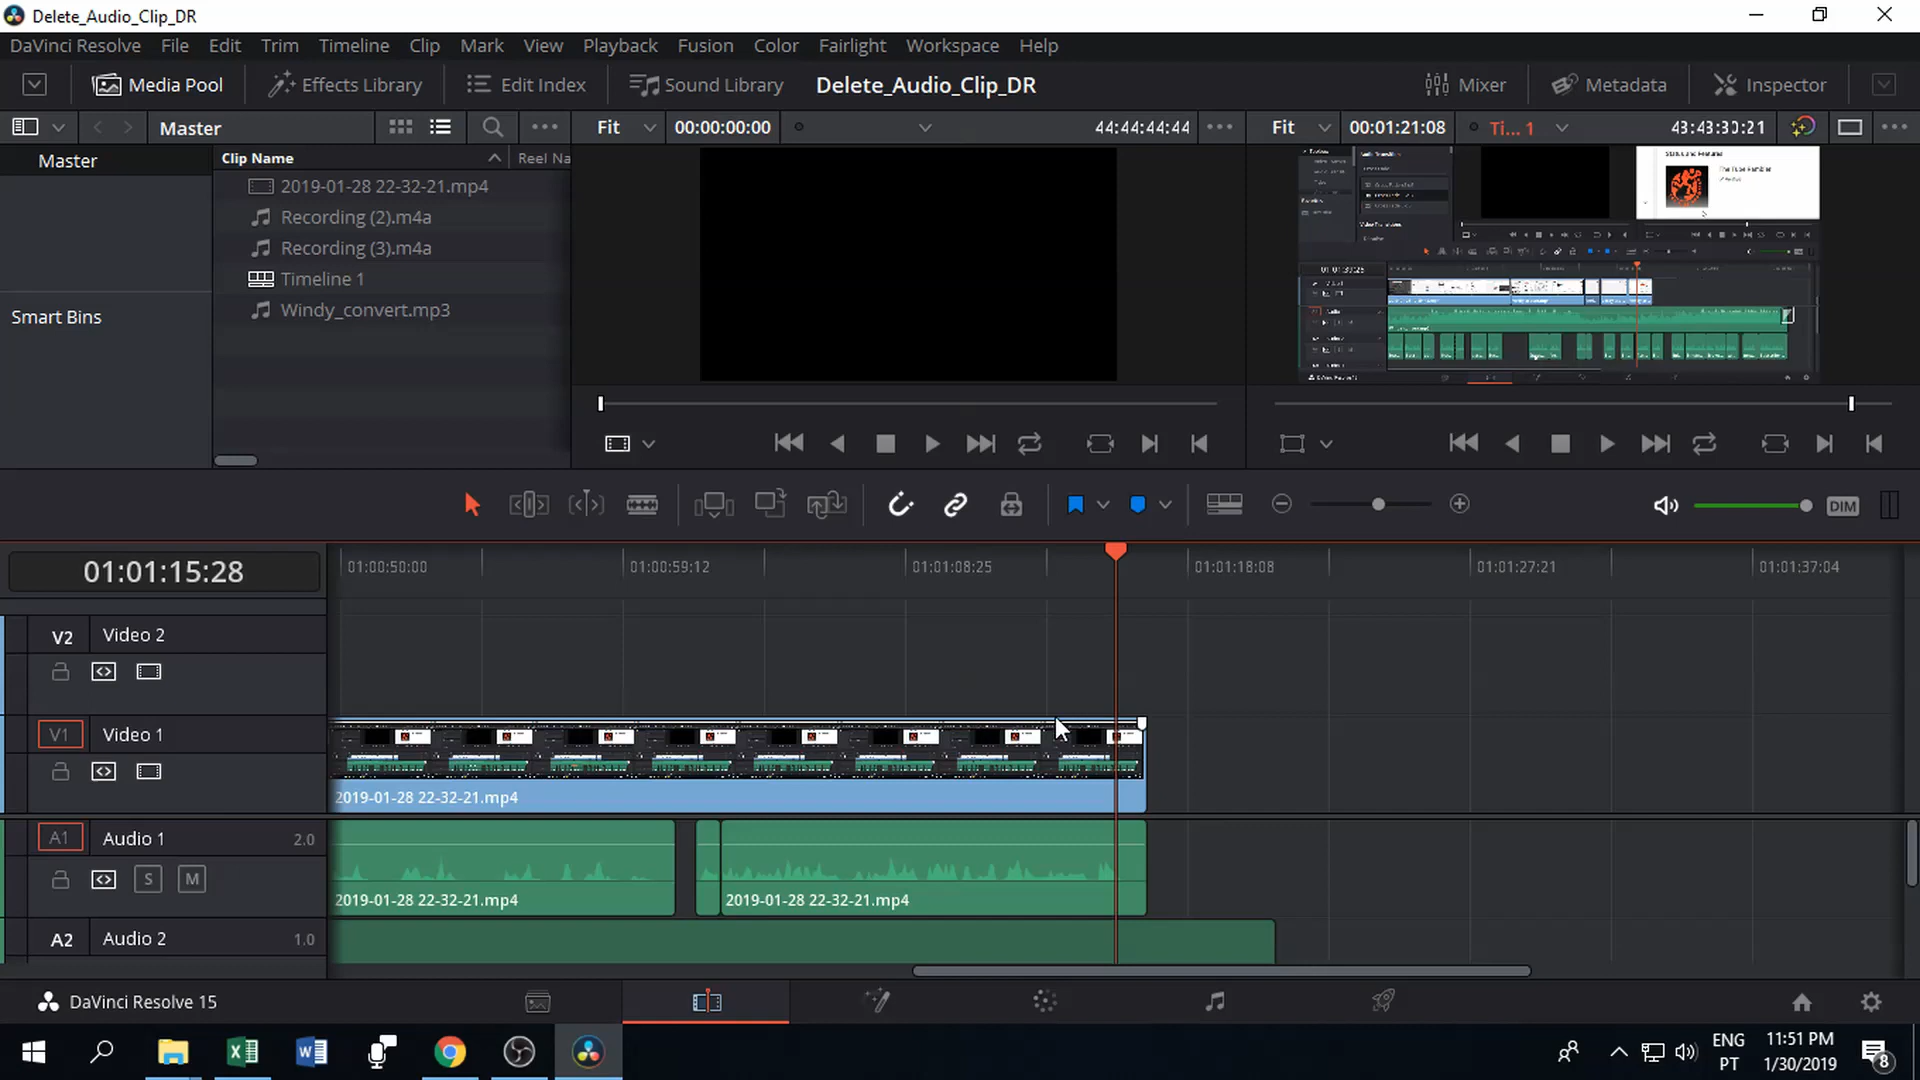 Delete_Audio_Clip_DR
DaVinci Resolve File Edit Trim Timeline Clip Mark View Playback Fusion Color Fairlight Workspace Help
Media Pool Effects Library Edit Index Sound Library Delete_Audio_Clip_DR Mixer Metadata Inspector
Master Fit 00:00:00:00 44:44:44:44 Fit 00:01:21:08 Ti... 1 43:43:30:21
Master Clip Name Reel Na
2019-01-28 22-32-21.mp4
Recording (2).m4a
Recording (3).m4a
Timeline 1
Windy_convert.mp3
Smart Bins
The Tube Rambler
DIM
01:01:15:28 01:00:50:00 01:00:59:12 01:01:08:25 01:01:18:08 01:01:27:21 01:01:37:04
V2 Video 2
V1 Video 1
2019-01-28 22-32-21.mp4
A1 Audio 1 2.0
S M
2019-01-28 22-32-21.mp4 2019-01-28 22-32-21.mp4
A2 Audio 2 1.0
DaVinci Resolve 15
ENG 11:51 PM
PT 1/30/2019 8